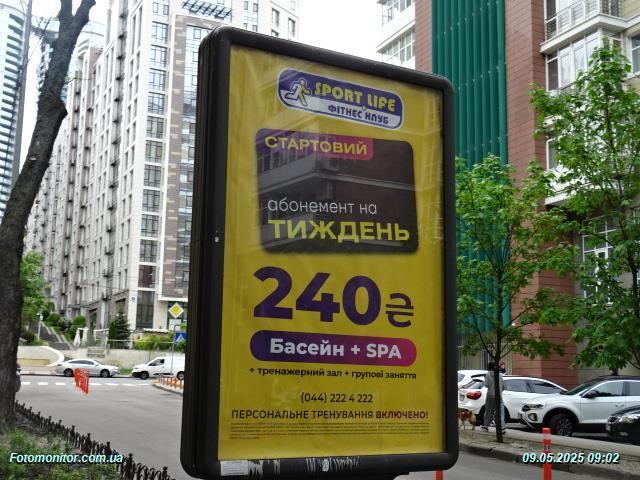 SPORT LIFE
ФІТНЕС КЛУБ
СТАРТОВИЙ
абонемент на
ТИЖДЕНЬ
240₴
Басейн + SPA
+ тренажерний зал + групові заняття
(044) 222 4 222
ПЕРСОНАЛЬНЕ ТРЕНУВАННЯ ВКЛЮЧЕНО!
Fotomonitor.com.ua
09.05.2025 09:02